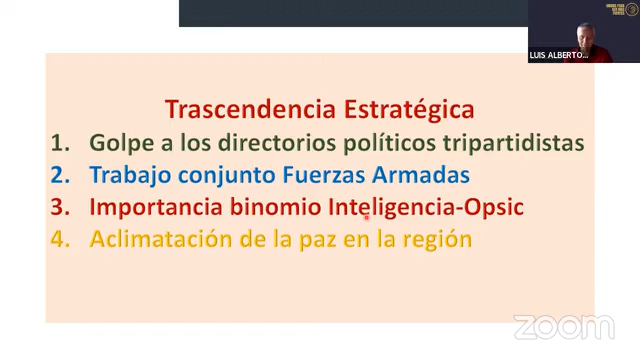 Trascendencia Estratégica
1. Golpe a los directorios políticos tripartidistas
2. Trabajo conjunto Fuerzas Armadas
3. Importancia binomio Inteligencia-Opsic
4. Aclimatación de la paz en la región
LUIS ALBERTO...
zoom